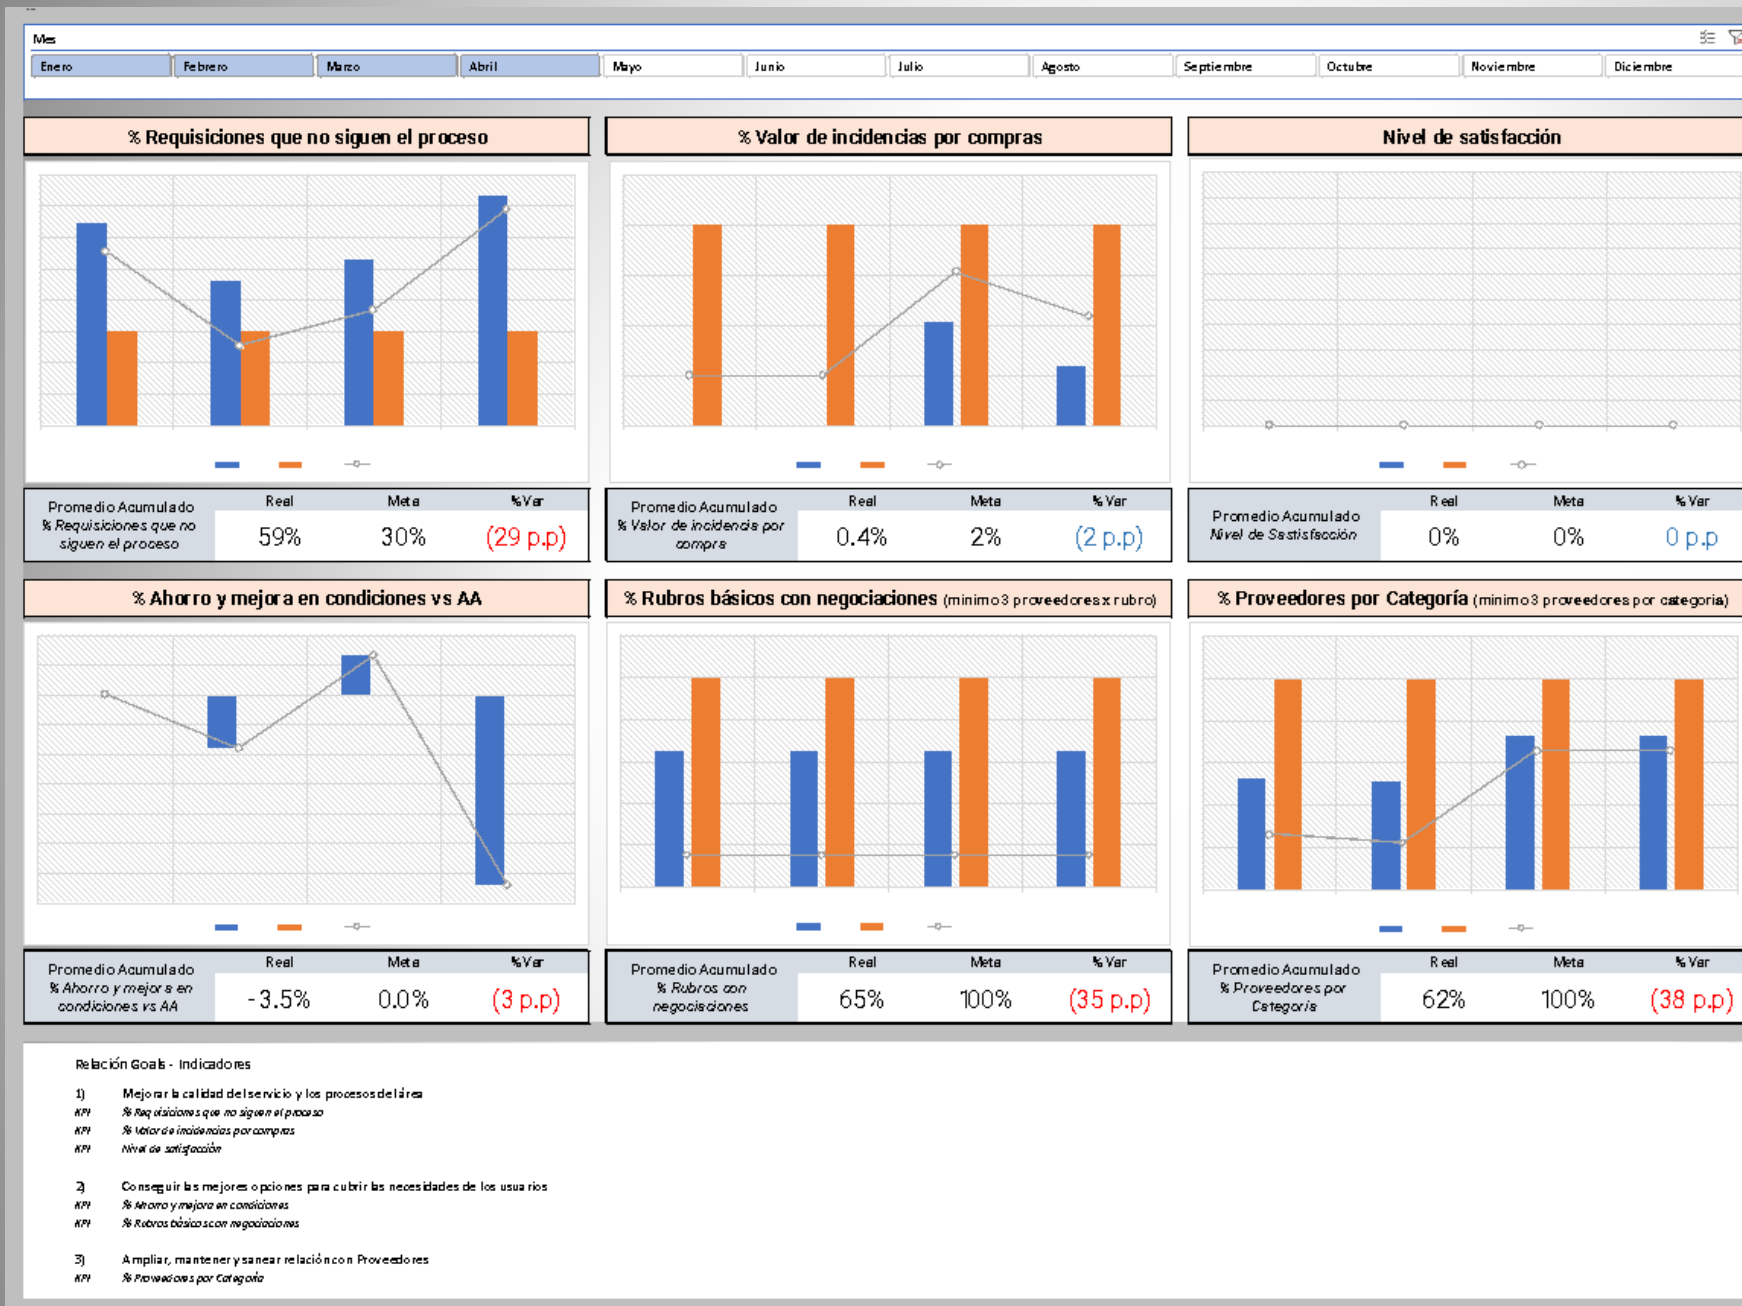 Mes
Enero Febrero Marzo Abril Mayo Junio Julio Agosto Septiembre Octubre Noviembre Diciembre
% Requisiciones que no siguen el proceso
% Valor de incidencias por compras
Nivel de satisfacción
Promedio Acumulado
% Requisiciones que no
siguen el proceso
Real Meta %Var
59% 30% (29 p.p)
Promedio Acumulado
% Valor de incidencia por
compra
Real Meta %Var
0.4% 2% (2 p.p)
Promedio Acumulado
Nivel de Sastisfacción
Real Meta %Var
0% 0% 0 p.p
% Ahorro y mejora en condiciones vs AA
% Rubros básicos con negociaciones (minimo 3 proveedores x rubro)
% Proveedores por Categoría (minimo 3 proveedores por categoria)
Promedio Acumulado
% Ahorro y mejora en
condiciones vs AA
Real Meta %Var
-3.5% 0.0% (3 p.p)
Promedio Acumulado
% Rubros con
negociaciones
Real Meta %Var
65% 100% (35 p.p)
Promedio Acumulado
% Proveedores por
Categoría
Real Meta %Var
62% 100% (38 p.p)
Relación Goals - Indicadores
1) Mejorar la calidad del servicio y los procesos del área
KPI % Requisiciones que no siguen el proceso
KPI % Valor de incidencias por compras
KPI Nivel de satisfacción
2) Conseguir las mejores opciones para cubrir las necesidades de los usuarios
KPI % Ahorro y mejora en condiciones
KPI % Rubros básicos con negociaciones
3) Ampliar, mantener y sanear relación con Proveedores
KPI % Proveedores por Categoría